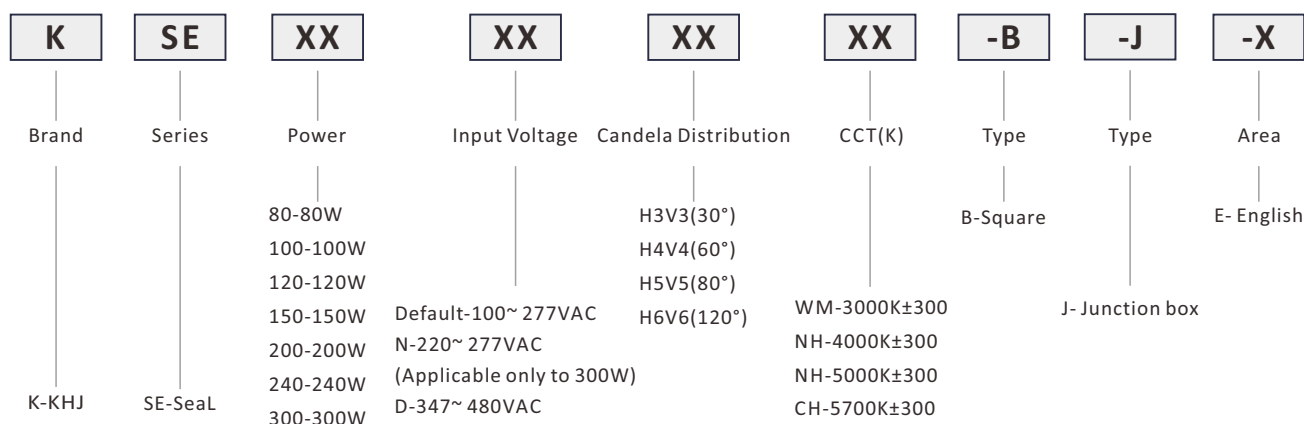 K SE XX XX XX XX -B -J -X
Brand Series Power Input Voltage Candela Distribution CCT(K) Type Type Area
80-80W H3V3(30°) B-Square E- English
100-100W H4V4(60°)
120-120W H5V5(80°)
150-150W Default-100~ 277VAC H6V6(120°) WM-3000K±300 J- Junction box
200-200W N-220~ 277VAC NH-4000K±300
240-240W (Applicable only to 300W) NH-5000K±300
K-KHJ SE-SeaL 300-300W D-347~ 480VAC CH-5700K±300